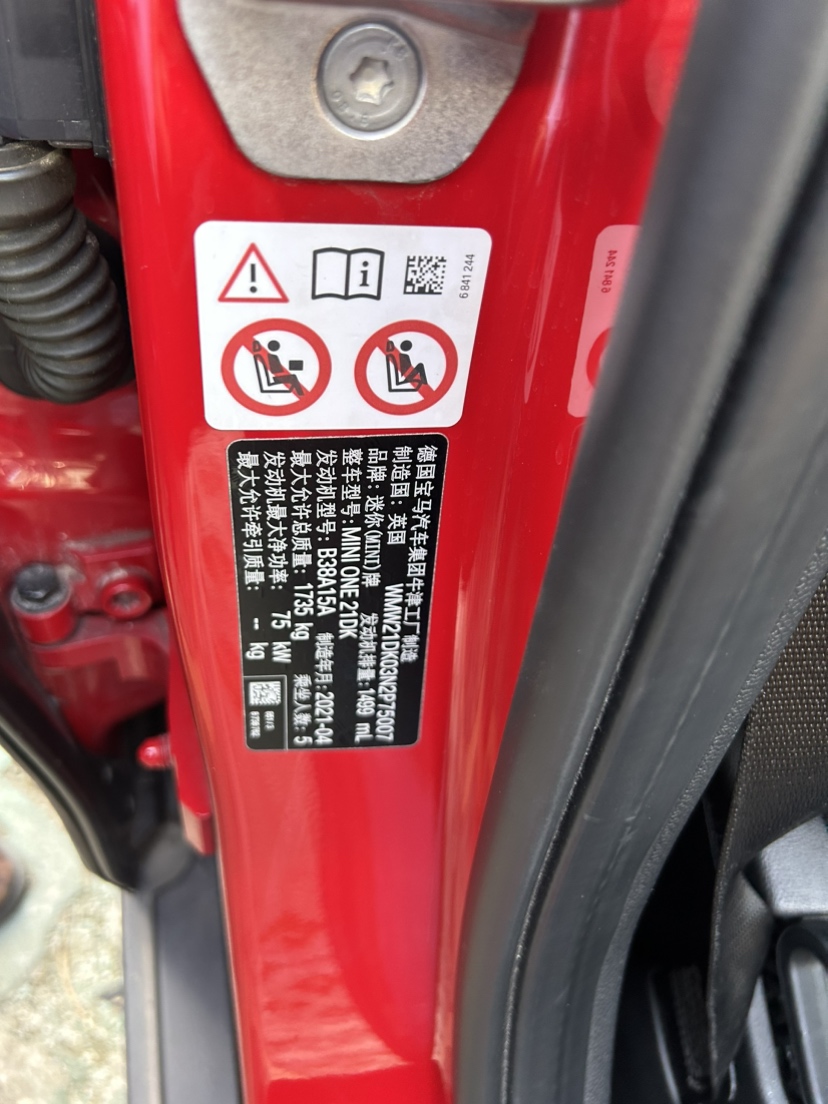 6 841 244
德国宝马汽车集团牛津工厂制造
制造国：英国 WMW21DK03N2P75007
品牌：迷你(MINI)牌 发动机排量：1499 mL
整车型号：MINI ONE 21DK
发动机型号：B38A15A 制造年月：2021-04
最大允许总质量：1735 kg 乘坐人数：5
发动机最大净功率： 75 kW
最大允许牵引质量： -- kg